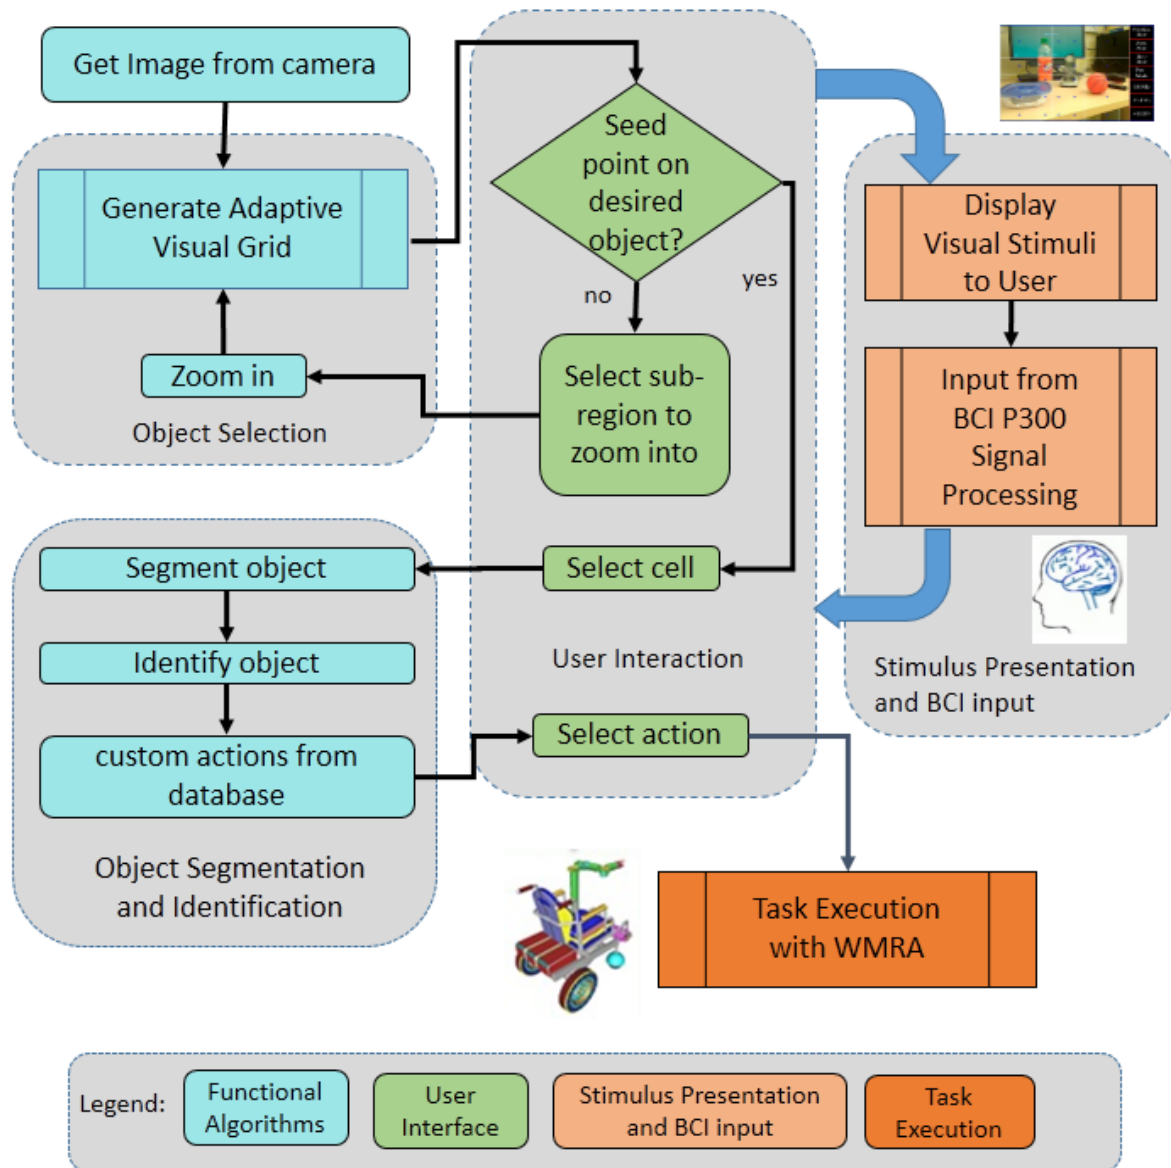 Get Image from camera
Generate Adaptive
Visual Grid
Zoom in
Object Selection
Seed
point on
desired
object?
no
yes
Select sub-
region to
zoom into
Select cell
User Interaction
Select action
Display
Visual Stimuli
to User
Input from
BCI P300
Signal
Processing
Stimulus Presentation
and BCI input
Segment object
Identify object
custom actions from
database
Object Segmentation
and Identification
Task Execution
with WMRA
Legend:
Functional
Algorithms
User
Interface
Stimulus Presentation
and BCI input
Task
Execution